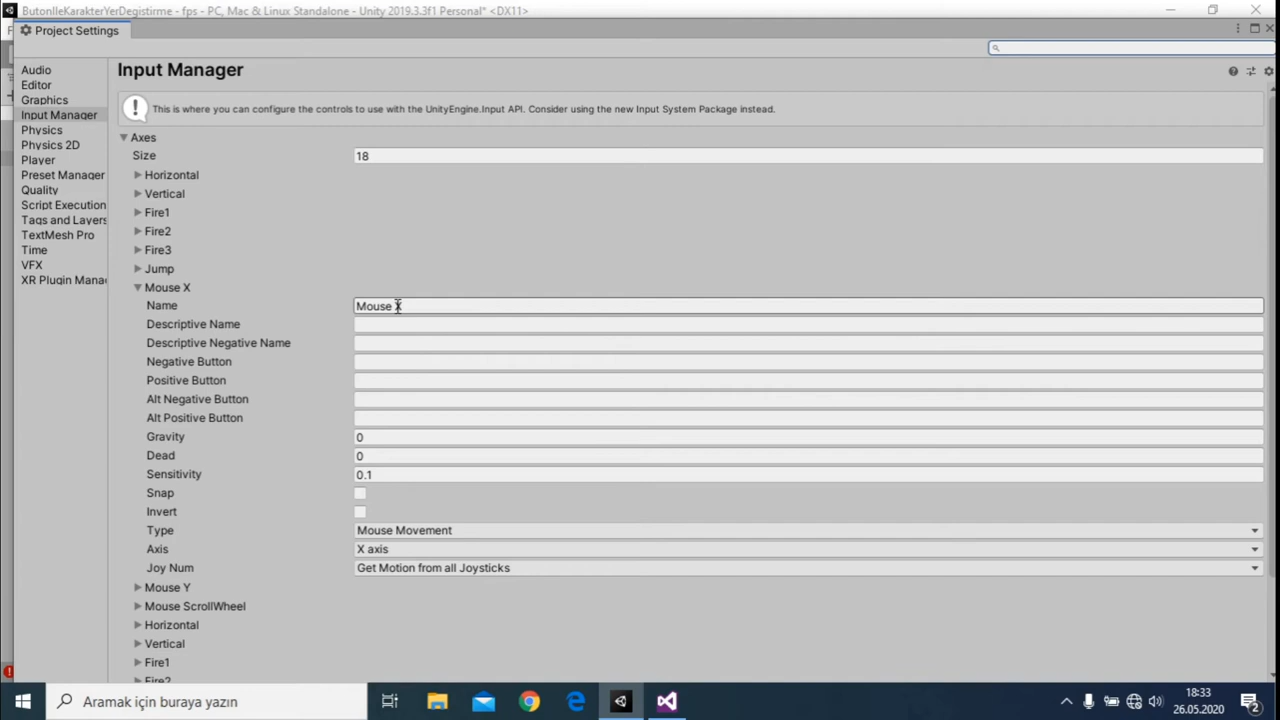 ButonIleKarakterYerDegistirme - fps - PC, Mac & Linux Standalone - Unity 2019.3.3f1 Personal* <DX11>
Project Settings
Audio
Editor
Graphics
Input Manager
Physics
Physics 2D
Player
Preset Manager
Quality
Script Execution
Tags and Layers
TextMesh Pro
Time
VFX
XR Plugin Mana
Input Manager
This is where you can configure the controls to use with the UnityEngine.Input API. Consider using the new Input System Package instead.
Axes
Size 18
Horizontal
Vertical
Fire1
Fire2
Fire3
Jump
Mouse X
Name Mouse X
Descriptive Name
Descriptive Negative Name
Negative Button
Positive Button
Alt Negative Button
Alt Positive Button
Gravity 0
Dead 0
Sensitivity 0.1
Snap
Invert
Type Mouse Movement
Axis X axis
Joy Num Get Motion from all Joysticks
Mouse Y
Mouse ScrollWheel
Horizontal
Vertical
Fire1
Fire2
Aramak için buraya yazın
18:33
26.05.2020
2